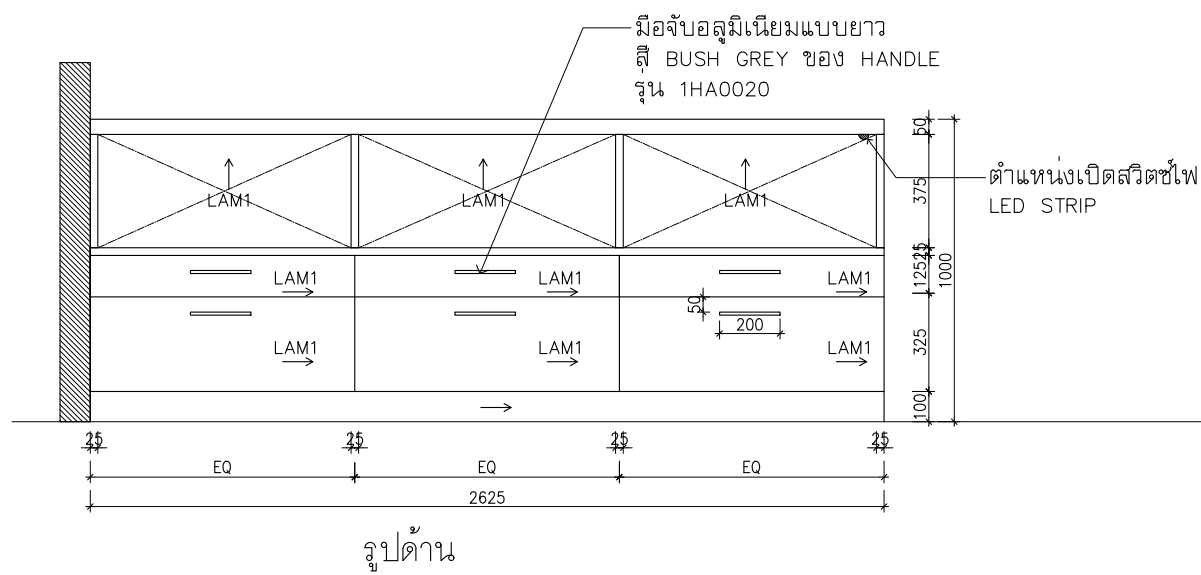 มือจับอลูมิเนียมแบบยาว
สี BUSH GREY ของ HANDLE
รุ่น 1HA0020
ตำแหน่งเปิดสวิตซ์ไฟ
LED STRIP
LAM1
LAM1
LAM1
LAM1
LAM1
LAM1
LAM1
LAM1
LAM1
50
375
25
125
325
100
1000
50
200
25
25
25
25
EQ
EQ
EQ
2625
รูปด้าน